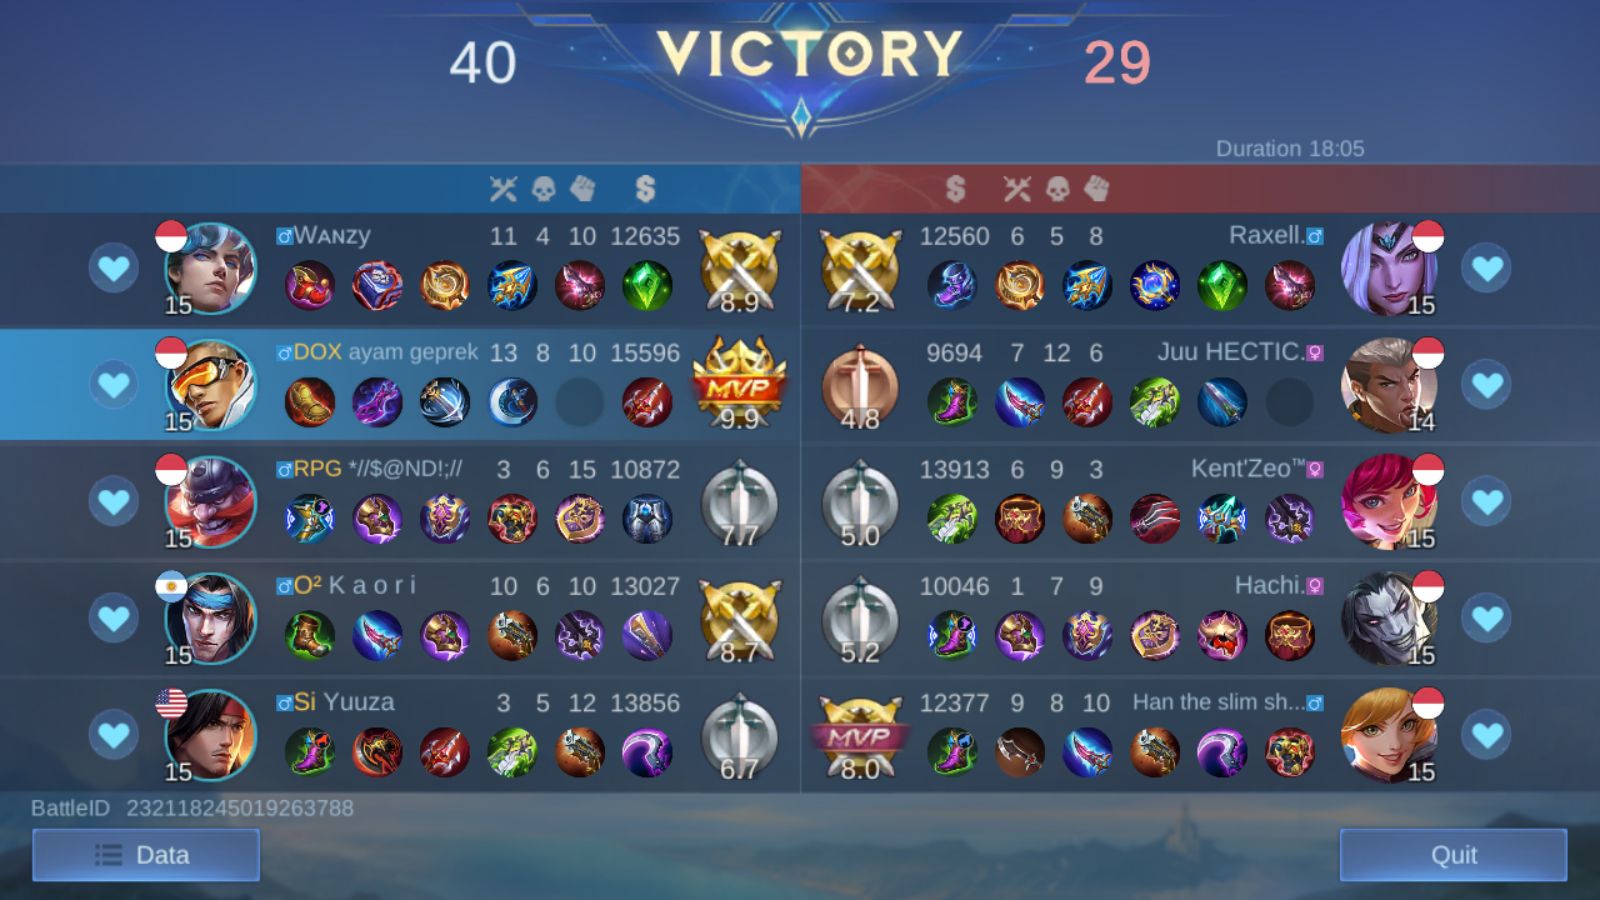 40 VICTORY 29
Duration 18:05
WANZY 11 4 10 12635
15 8.9
12560 6 5 8 Raxell.
7.2 15
DOX ayam geprek 13 8 10 15596
MVP
15 9.9
9694 7 12 6 Juu HECTIC.
4.8 14
RPG *//$@ND!;// 3 6 15 10872
15 7.7
13913 6 9 3 Kent'Zeo™
5.0 15
O² K a o r i 10 6 10 13027
15 8.7
10046 1 7 9 Hachi.
5.2 15
Si Yuuza 3 5 12 13856
15 6.7
12377 9 8 10 Han the slim sh...
MVP
8.0 15
BattleID 232118245019263788
Data
Quit